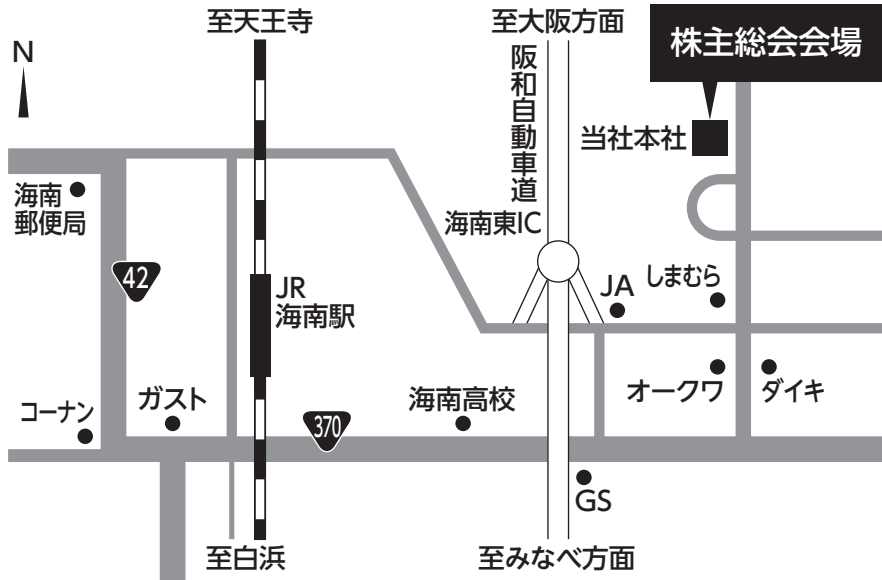 至天王寺
至大阪方面
株主総会会場
N
阪和自動車道
当社本社
海南
郵便局
海南東IC
42
JR
海南駅
JA
しまむら
コーナン
ガスト
370
海南高校
オークワ
ダイキ
GS
至白浜
至みなべ方面